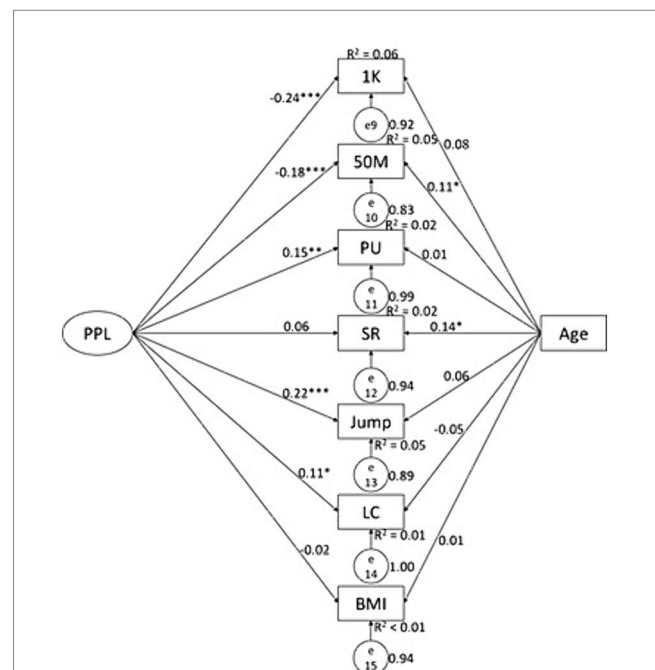 R² = 0.06
1K
-0.24***
e9 0.92
R² = 0.05
0.08
50M
-0.18***
0.11*
e
10
0.83
R² = 0.02
PU
0.15**
0.01
e
11
0.99
R² = 0.02
PPL
0.06
SR
0.14*
Age
e
12
0.94
0.06
0.22***
Jump
-0.05
R² = 0.05
e
13
0.89
0.11*
LC
R² = 0.01
0.01
-0.02
e
14
1.00
BMI
R² < 0.01
e
15
0.94